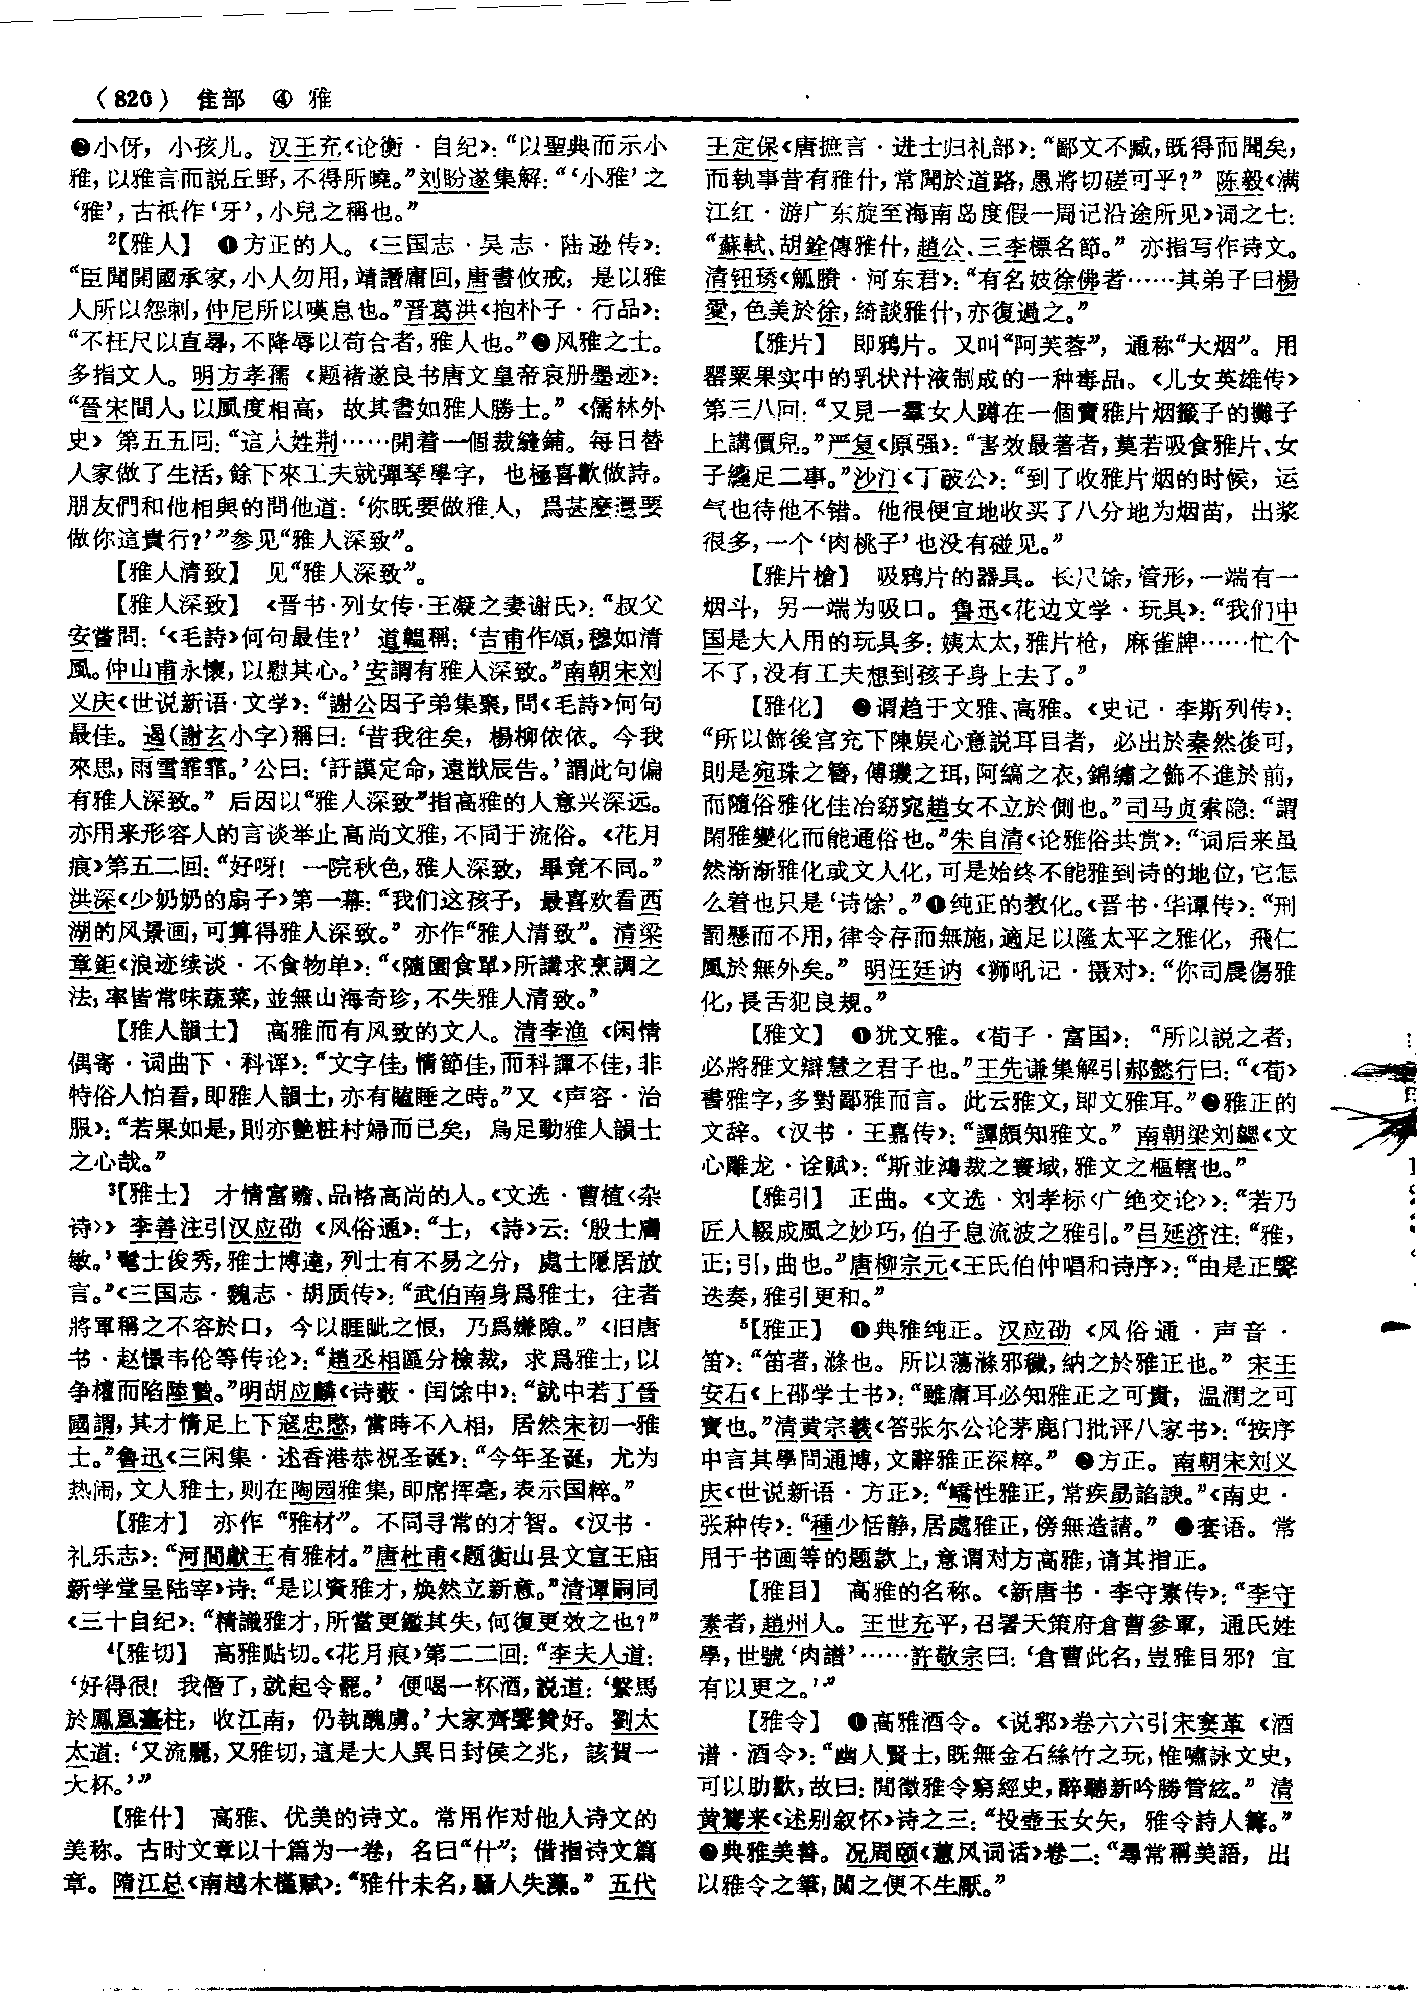 （820） 隹部 ④ 雅
❷小伢，小孩儿。汉王充《论衡·自纪》：“以聖典而示小
雅，以雅言而説丘野，不得所曉。”刘盼遂集解：“‘小雅’之
‘雅’，古衹作‘牙’，小兒之稱也。”
²【雅人】 ❶方正的人。《三国志·吴志·陆逊传》：
“臣聞開國承家，小人勿用，靖譖庸回，唐書攸戒，是以雅
人所以怨刺，仲尼所以嘆息也。”晋葛洪《抱朴子·行品》：
“不枉尺以直尋，不降辱以苟合者，雅人也。”❷风雅之士。
多指文人。明方孝孺《题褚遂良书唐文皇帝哀册墨迹》：
“晉宋間人，以風度相高，故其書如雅人勝士。”《儒林外
史》第五五回：“這人姓荆……開着一個裁縫鋪。每日替
人家做了生活，餘下來工夫就彈琴學字，也極喜歡做詩。
朋友們和他相與的問他道：‘你既要做雅人，爲甚麽還要
做你這貴行？’”参见“雅人深致”。
【雅人清致】 见“雅人深致”。
【雅人深致】 《晋书·列女传·王凝之妻谢氏》：“叔父
安嘗問：‘《毛詩》何句最佳？’道韞稱：‘吉甫作頌，穆如清
風。仲山甫永懷，以慰其心。’安謂有雅人深致。”南朝宋刘
义庆《世说新语·文学》：“謝公因子弟集聚，問《毛詩》何句
最佳。遏（謝玄小字）稱曰：‘昔我往矣，楊柳依依。今我
來思，雨雪霏霏。’公曰：‘訏謨定命，遠猷辰告。’謂此句偏
有雅人深致。”后因以“雅人深致”指高雅的人意兴深远。
亦用来形容人的言谈举止高尚文雅，不同于流俗。《花月
痕》第五二回：“好呀！一院秋色，雅人深致，畢竟不同。”
洪深《少奶奶的扇子》第一幕：“我们这孩子，最喜欢看西
湖的风景画，可算得雅人深致。”亦作“雅人清致”。清梁
章鉅《浪迹续谈·不食物单》：“《隨園食單》所講求烹調之
法，率皆常味蔬菜，並無山海奇珍，不失雅人清致。”
【雅人韻士】 高雅而有风致的文人。清李渔《闲情
偶寄·词曲下·科诨》：“文字佳，情節佳，而科諢不佳，非
特俗人怕看，即雅人韻士，亦有瞌睡之時。”又《声容·治
服》：“若果如是，則亦艷粧村婦而已矣，烏足動雅人韻士
之心哉。”
³【雅士】 才情富赡、品格高尚的人。《文选·曹植〈杂
诗〉》李善注引汉应劭《风俗通》：“士，《詩》云：‘殷士膚
敏。’髦士俊秀，雅士博達，列士有不易之分，處士隱居放
言。”《三国志·魏志·胡质传》：“武伯南身爲雅士，往者
將軍稱之不容於口，今以睚眦之恨，乃爲嫌隙。”《旧唐
书·赵憬韦伦等传论》：“趙丞相區分檢裁，求爲雅士，以
争權而陷陸贄。”明胡应麟《诗薮·闰馀中》：“就中若丁晉
國謂，其才情足上下寇忠愍，當時不入相，居然宋初一雅
士。”鲁迅《三闲集·述香港恭祝圣诞》：“今年圣诞，尤为
热闹，文人雅士，则在陶园雅集，即席挥毫，表示国粹。”
【雅才】 亦作“雅材”。不同寻常的才智。《汉书·
礼乐志》：“河間獻王有雅材。”唐杜甫《题衡山县文宣王庙
新学堂呈陆宰》诗：“是以資雅才，焕然立新意。”清谭嗣同
《三十自纪》：“精識雅才，所當更鑑其失，何復更效之也？”
⁴【雅切】 高雅贴切。《花月痕》第二二回：“李夫人道：
‘好得很！我僭了，就起令罷。’便喝一杯酒，説道：‘繫馬
於鳳凰臺柱，收江南，仍執醜虜。’大家齊聲贊好。劉太
太道：‘又流麗，又雅切，這是大人異日封侯之兆，該賀一
大杯。’”
【雅什】 高雅、优美的诗文。常用作对他人诗文的
美称。古时文章以十篇为一卷，名曰“什”；借指诗文篇
章。隋江总《南越木槿赋》：“雅什未名，騷人失藻。”五代
王定保《唐摭言·进士归礼部》：“鄙文不臧，既得而聞矣，
而執事昔有雅什，常聞於道路，愚將切磋可乎？”陈毅《满
江红·游广东旋至海南岛度假一周记沿途所见》词之七：
“蘇軾、胡銓傳雅什，趙公、三李標名節。”亦指写作诗文。
清钮琇《觚賸·河东君》：“有名妓徐佛者……其弟子曰楊
愛，色美於徐，綺談雅什，亦復過之。”
【雅片】 即鸦片。又叫“阿芙蓉”，通称“大烟”。用
罂粟果实中的乳状汁液制成的一种毒品。《儿女英雄传》
第三八回：“又見一羣女人蹲在一個賣雅片烟籤子的攤子
上講價兒。”严复《原强》：“害效最著者，莫若吸食雅片、女
子纏足二事。”沙汀《丁跛公》：“到了收雅片烟的时候，运
气也待他不错。他很便宜地收买了八分地为烟苗，出浆
很多，一个‘肉桃子’也没有碰见。”
【雅片槍】 吸鸦片的器具。长尺馀，管形，一端有一
烟斗，另一端为吸口。鲁迅《花边文学·玩具》：“我们中
国是大人用的玩具多：姨太太，雅片枪，麻雀牌……忙个
不了，没有工夫想到孩子身上去了。”
【雅化】 ❷谓趋于文雅、高雅。《史记·李斯列传》：
“所以飾後宫充下陳娱心意説耳目者，必出於秦然後可，
則是宛珠之簪，傅璣之珥，阿縞之衣，錦繡之飾不進於前，
而隨俗雅化佳冶窈窕趙女不立於側也。”司马贞索隐：“謂
閑雅變化而能通俗也。”朱自清《论雅俗共赏》：“词后来虽
然渐渐雅化或文人化，可是始终不能雅到诗的地位，它怎
么着也只是‘诗馀’。”❶纯正的教化。《晋书·华谭传》：“刑
罰懸而不用，律令存而無施，適足以隆太平之雅化，飛仁
風於無外矣。”明汪廷讷《狮吼记·摄对》：“你司晨傷雅
化，長舌犯良規。”
【雅文】 ❶犹文雅。《荀子·富国》：“所以説之者，
必將雅文辯慧之君子也。”王先谦集解引郝懿行曰：“《荀》
書雅字，多對鄙雅而言。此云雅文，即文雅耳。”❷雅正的
文辞。《汉书·王嘉传》：“譚頗知雅文。”南朝梁刘勰《文
心雕龙·诠赋》：“斯並鴻裁之寰域，雅文之樞轄也。”
【雅引】 正曲。《文选·刘孝标〈广绝交论〉》：“若乃
匠人輟成風之妙巧，伯子息流波之雅引。”吕延济注：“雅，
正；引，曲也。”唐柳宗元《王氏伯仲唱和诗序》：“由是正聲
迭奏，雅引更和。”
⁵【雅正】 ❶典雅纯正。汉应劭《风俗通·声音·
笛》：“笛者，滌也。所以蕩滌邪穢，納之於雅正也。”宋王
安石《上邵学士书》：“雖庸耳必知雅正之可貴，温潤之可
寶也。”清黄宗羲《答张尔公论茅鹿门批评八家书》：“按序
中言其學問通博，文辭雅正深粹。”❷方正。南朝宋刘义
庆《世说新语·方正》：“嶠性雅正，常疾勗諂諛。”《南史·
张种传》：“種少恬静，居處雅正，傍無造請。”❸套语。常
用于书画等的题款上，意谓对方高雅，请其指正。
【雅目】 高雅的名称。《新唐书·李守素传》：“李守
素者，趙州人。王世充平，召署天策府倉曹參軍，通氏姓
學，世號‘肉譜’……許敬宗曰：‘倉曹此名，豈雅目邪？宜
有以更之。’”
【雅令】 ❶高雅酒令。《说郛》卷六六引宋窦苹《酒
谱·酒令》：“幽人賢士，既無金石絲竹之玩，惟嘯詠文史，
可以助歡，故曰：閒徵雅令窮經史，醉聽新吟勝管絃。”清
黄鷟来《述别叙怀》诗之三：“投壺玉女矢，雅令詩人籌。”
❷典雅美善。况周颐《蕙风词话》卷二：“尋常稱美語，出
以雅令之筆，閲之便不生厭。”